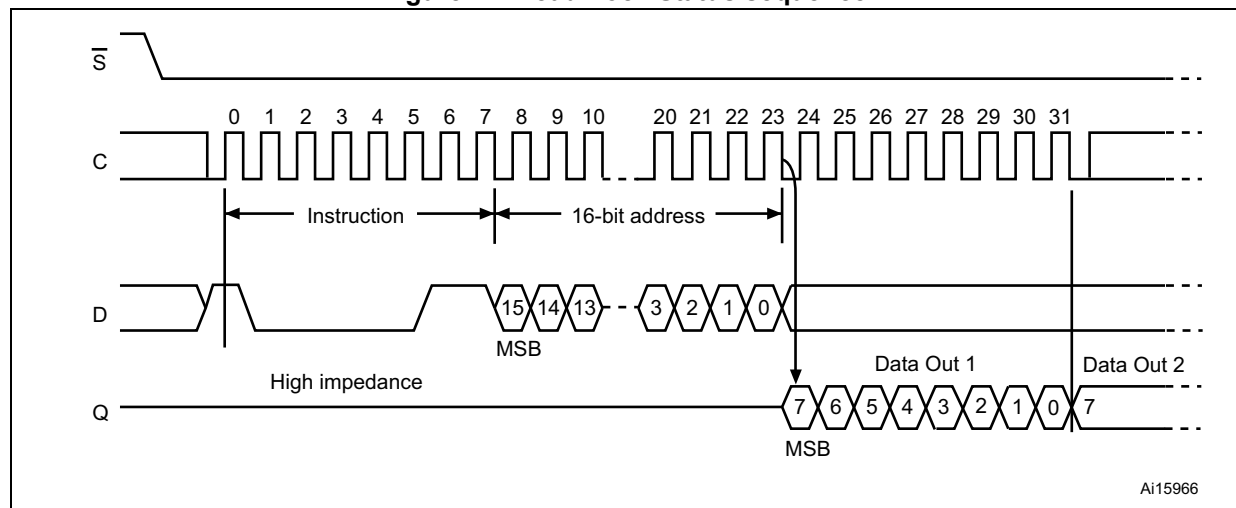 S
0 1 2 3 4 5 6 7 8 9 10 20 21 22 23 24 25 26 27 28 29 30 31
C
Instruction 16-bit address
D 15 14 13 3 2 1 0
MSB
Data Out 1 Data Out 2
High impedance
Q 7 6 5 4 3 2 1 0 7
MSB
Ai15966